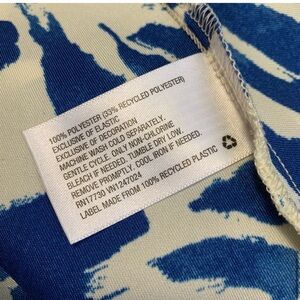 100% POLYESTER (33% RECYCLED POLYESTER)
EXCLUSIVE OF ELASTIC
EXCLUSIVE OF DECORATION
MACHINE WASH COLD SEPARATELY.
GENTLE CYCLE. ONLY NON-CHLORINE
BLEACH IF NEEDED. TUMBLE DRY LOW.
REMOVE PROMPTLY. COOL IRON IF NEEDED.
RN17730 VN1247024
LABEL MADE FROM 100% RECYCLED PLASTIC